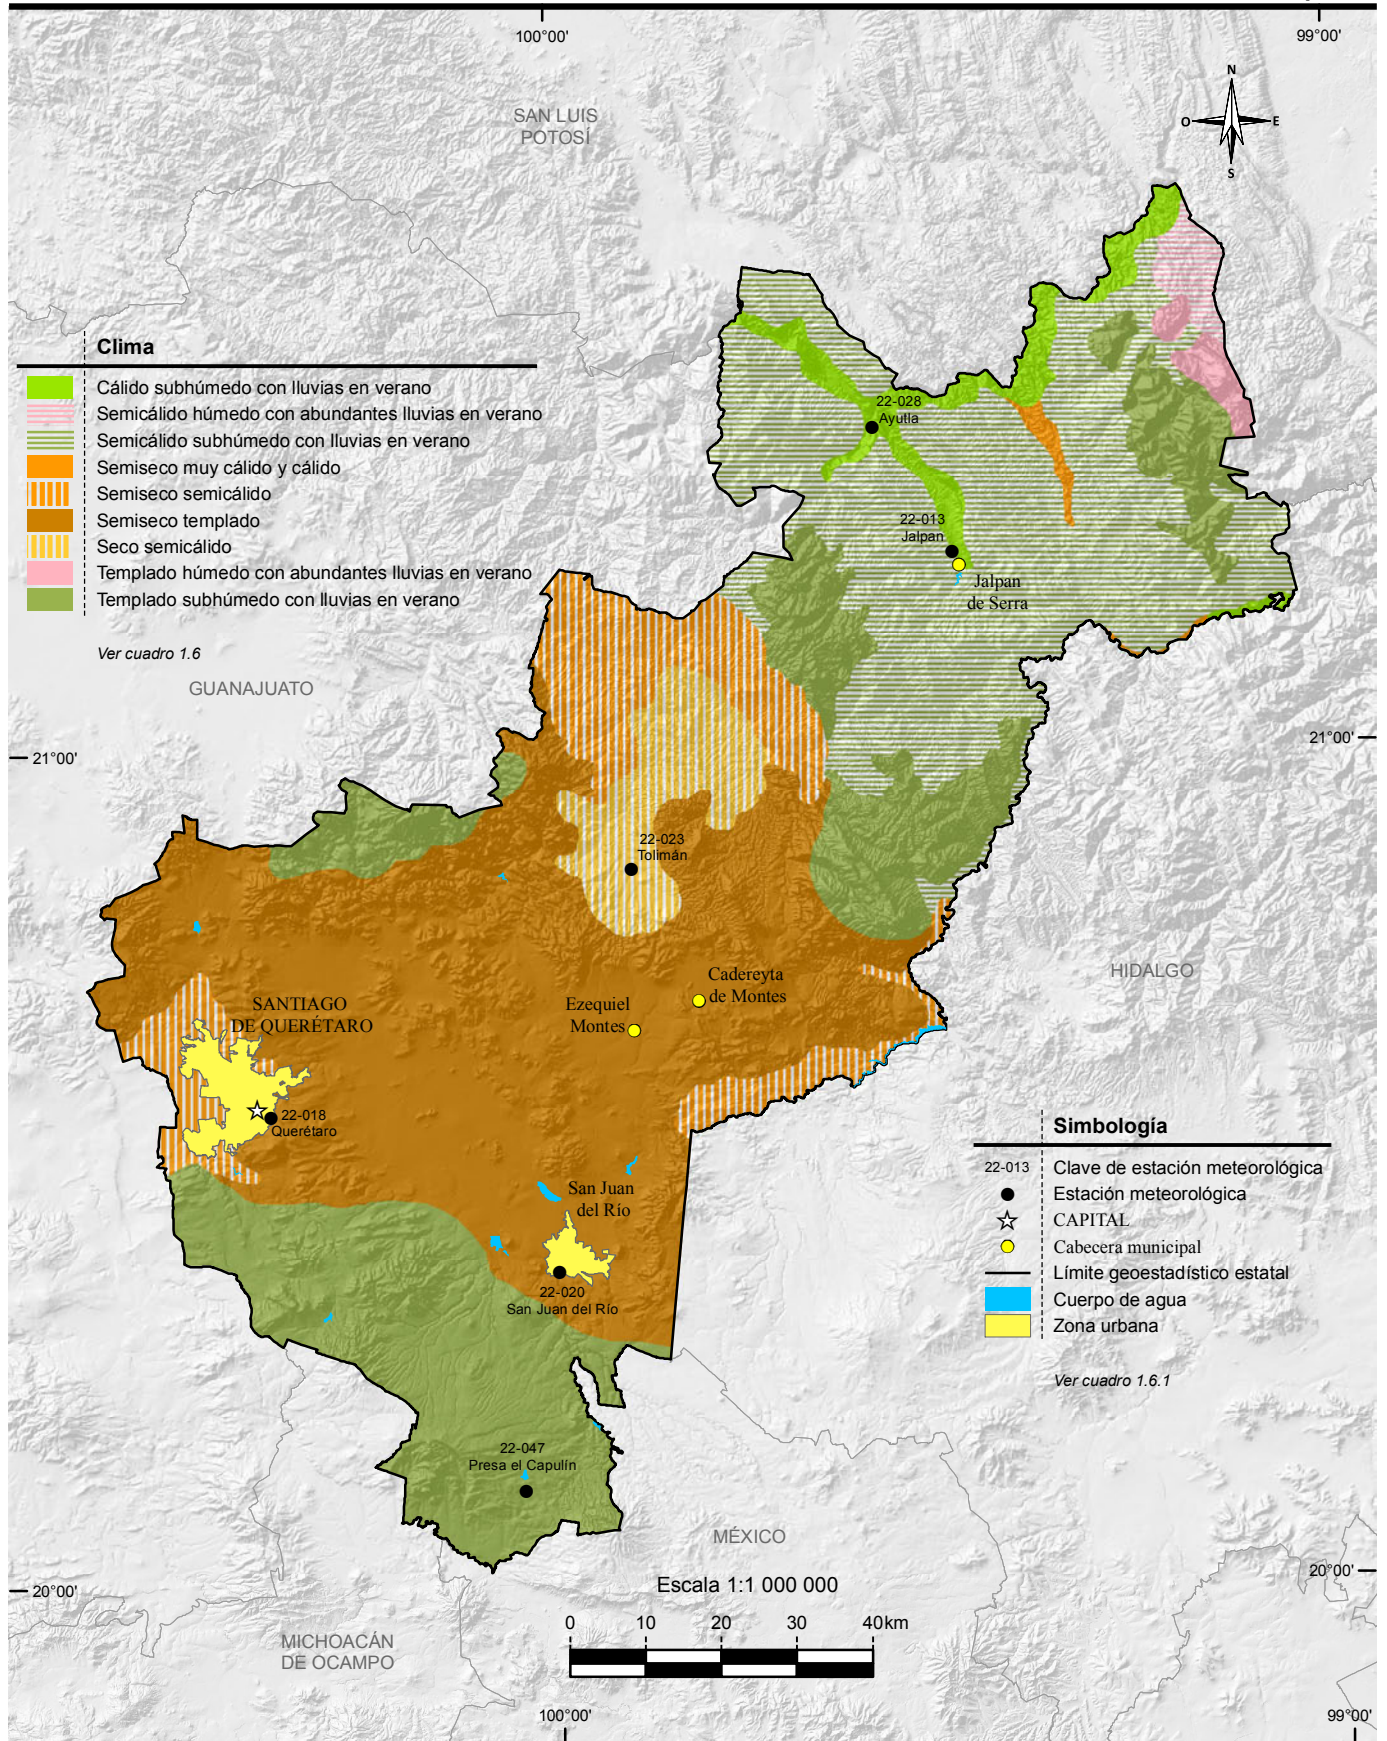 100°00'
99°00'
N
O
E
S
SAN LUIS
POTOSÍ
Clima
Cálido subhúmedo con lluvias en verano
Semicálido húmedo con abundantes lluvias en verano
Semicálido subhúmedo con lluvias en verano
Semiseco muy cálido y cálido
Semiseco semicálido
Semiseco templado
Seco semicálido
Templado húmedo con abundantes lluvias en verano
Templado subhúmedo con lluvias en verano
Ver cuadro 1.6
22-028
Ayutla
22-013
Jalpan
Jalpan
de Serra
GUANAJUATO
21°00'
21°00'
22-023
Tolimán
HIDALGO
Cadereyta
de Montes
Ezequiel
Montes
SANTIAGO
DE QUERÉTARO
22-018
Querétaro
San Juan
del Río
22-020
San Juan del Río
Simbología
22-013
Clave de estación meteorológica
Estación meteorológica
CAPITAL
Cabecera municipal
Límite geoestadístico estatal
Cuerpo de agua
Zona urbana
Ver cuadro 1.6.1
22-047
Presa el Capulín
MÉXICO
20°00'
20°00'
Escala 1:1 000 000
0 10 20 30 40km
MICHOACÁN
DE OCAMPO
100°00'
99°00'